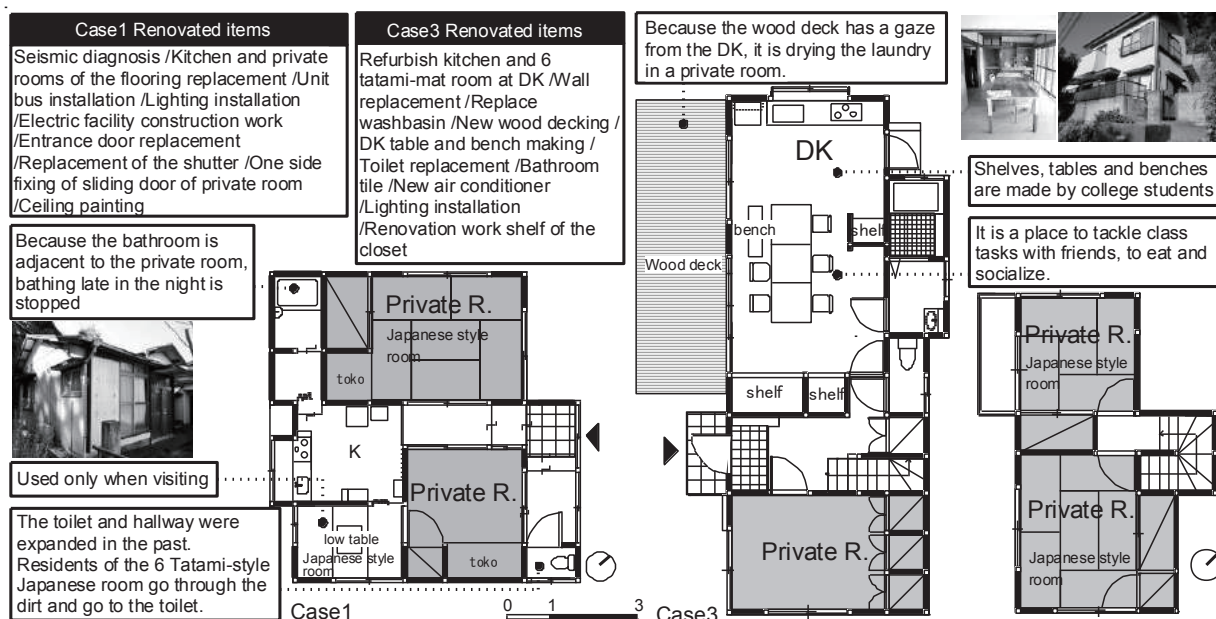 Case1 Renovated items
Seismic diagnosis /Kitchen and private
rooms of the flooring replacement /Unit
bus installation /Lighting installation
/Electric facility construction work
/Entrance door replacement
/Replacement of the shutter /One side
fixing of sliding door of private room
/Ceiling painting
Case3 Renovated items
Refurbish kitchen and 6
tatami-mat room at DK /Wall
replacement /Replace
washbasin /New wood decking /
DK table and bench making /
Toilet replacement /Bathroom
tile /New air conditioner
/Lighting installation
/Renovation work shelf of the
closet
Because the wood deck has a gaze
from the DK, it is drying the laundry
in a private room.
Shelves, tables and benches
are made by college students
It is a place to tackle class
tasks with friends, to eat and
socialize.
Because the bathroom is
adjacent to the private room,
bathing late in the night is
stopped
Used only when visiting
The toilet and hallway were
expanded in the past.
Residents of the 6 Tatami-style
Japanese room go through the
dirt and go to the toilet.
Private R.
Japanese style
room
toko
K
Private R.
low table
Japanese style
room
toko
Case1
0 1 3
DK
bench
shelf
Wood deck
shelf
shelf
Private R.
Case3
Private R.
Japanese style
room
Private R.
Japanese style
room